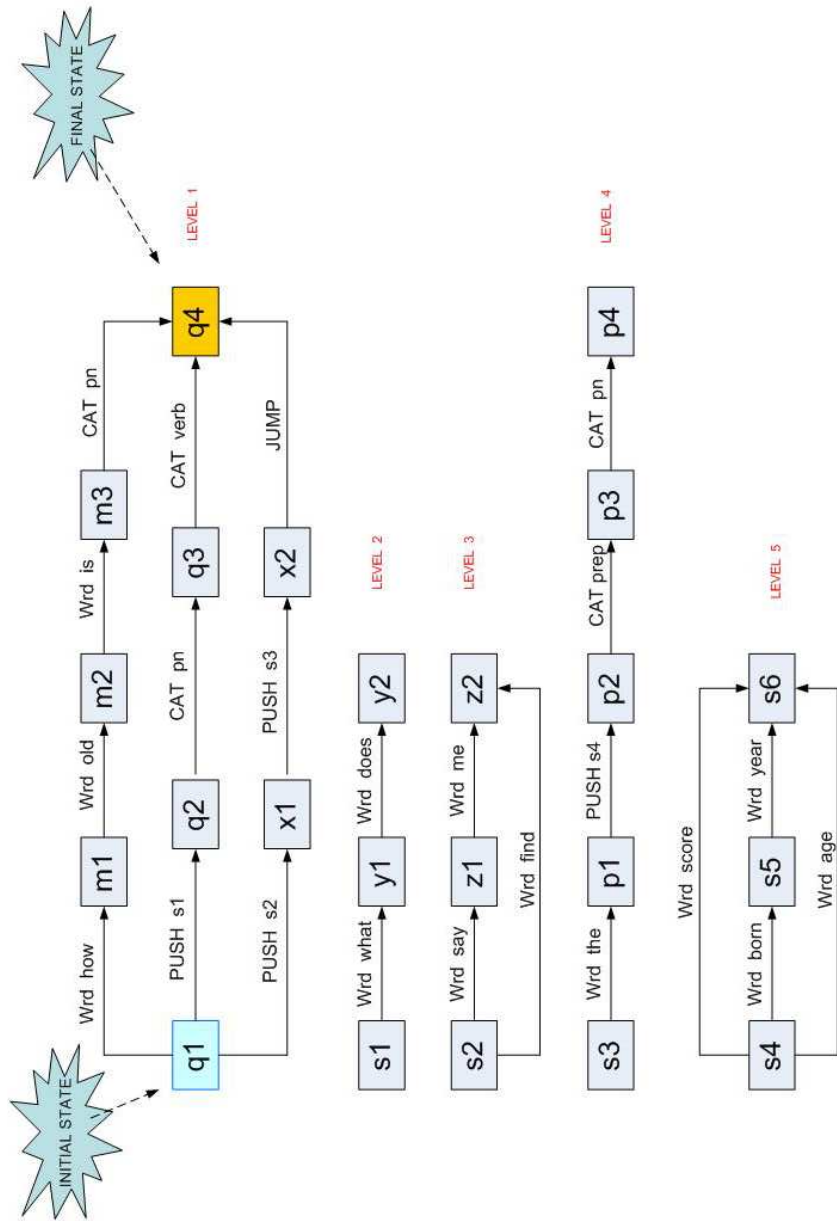 INITIAL STATE
FINAL STATE
Wrd how
m1
Wrd old
m2
Wrd is
m3
CAT pn
q1
PUSH s1
q2
CAT pn
q3
CAT verb
q4
LEVEL 1
PUSH s2
x1
PUSH s3
x2
JUMP
s1
Wrd what
y1
Wrd does
y2
LEVEL 2
s2
Wrd say
z1
Wrd me
z2
LEVEL 3
Wrd find
s3
Wrd the
p1
PUSH s4
p2
CAT prep
p3
CAT pn
p4
LEVEL 4
Wrd score
s4
Wrd born
s5
Wrd year
s6
LEVEL 5
Wrd age